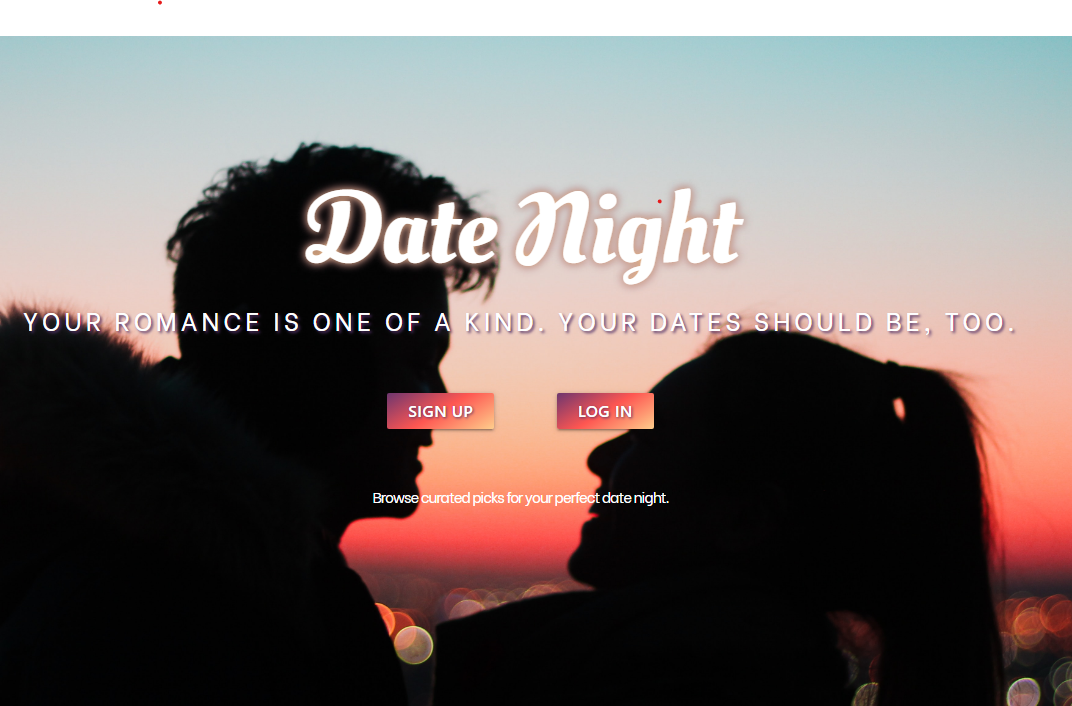 Date Night
YOUR ROMANCE IS ONE OF A KIND. YOUR DATES SHOULD BE, TOO.
SIGN UP
LOG IN
Browse curated picks for your perfect date night.